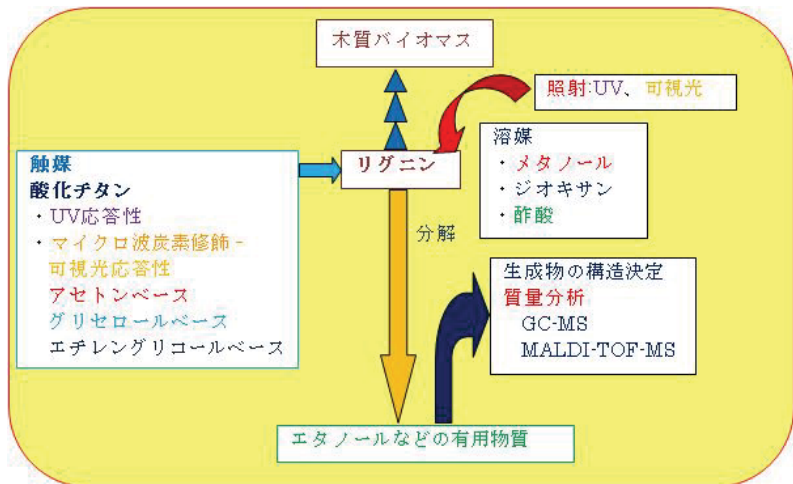 木質バイオマス
照射:UV、可視光
リグニン
溶媒
・メタノール
・ジオキサン
・酢酸
触媒
酸化チタン
・UV応答性
・マイクロ波炭素修飾-
可視光応答性
アセトンベース
グリセロールベース
エチレングリコールベース
分解
生成物の構造決定
質量分析
GC-MS
MALDI-TOF-MS
エタノールなどの有用物質